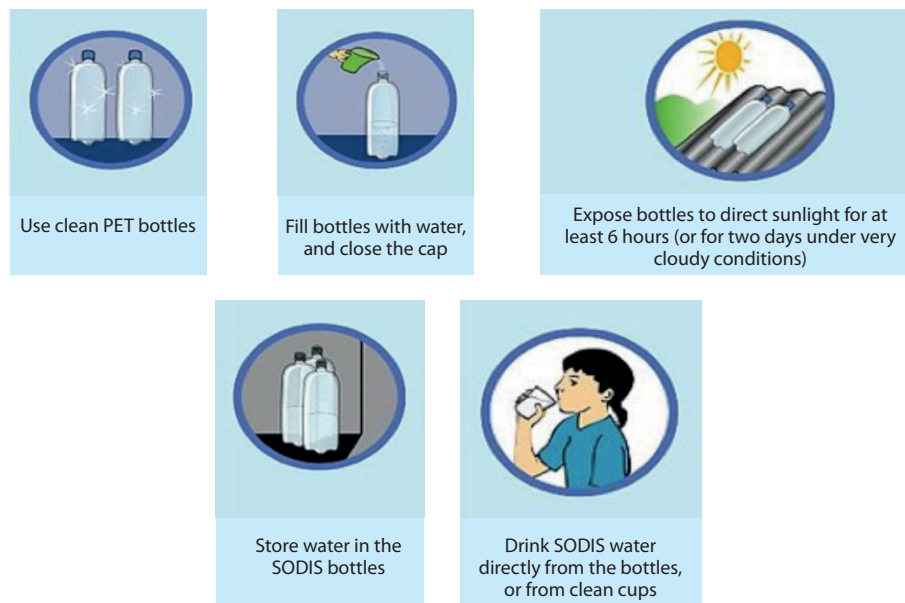 Use clean PET bottles
Fill bottles with water,
and close the cap
Expose bottles to direct sunlight for at
least 6 hours (or for two days under very
cloudy conditions)
Store water in the
SODIS bottles
Drink SODIS water
directly from the bottles,
or from clean cups